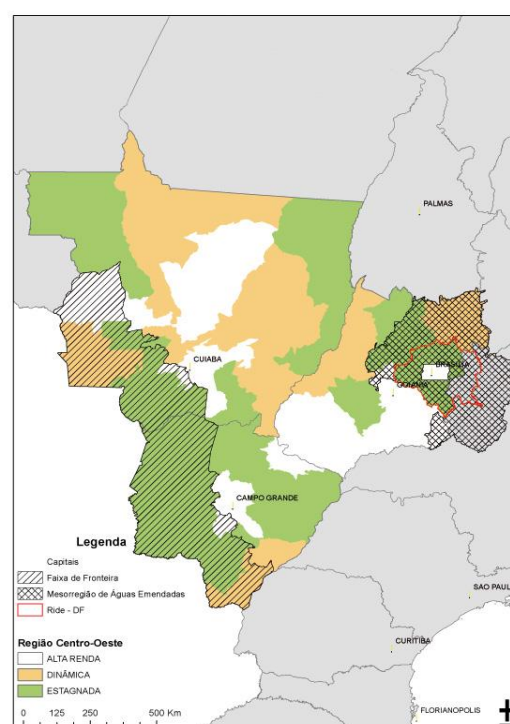 PALMAS
CUIABA
BRASILIA
GOIANIA
CAMPO GRANDE
Legenda
Capitais
Faixa de Fronteira
Mesorregião de Águas Emendadas
Ride - DF
SAO PAUL
CURITIBA
Região Centro-Oeste
ALTA RENDA
DINÂMICA
ESTAGNADA
0 125 250 500 Km
FLORIANOPOLIS